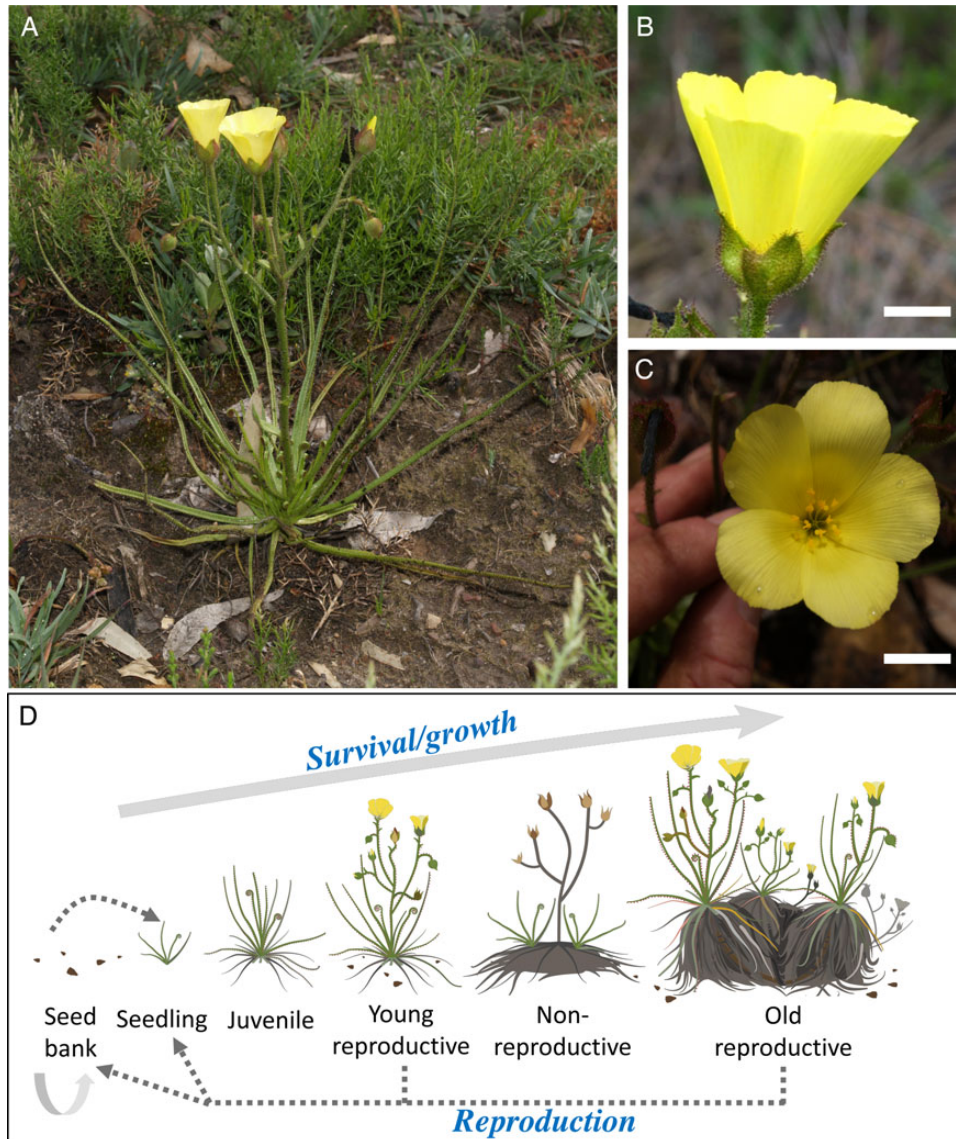 A
B
C
D
Survival/growth
Seed
bank
Seedling
Juvenile
Young
reproductive
Non-
reproductive
Old
reproductive
Reproduction